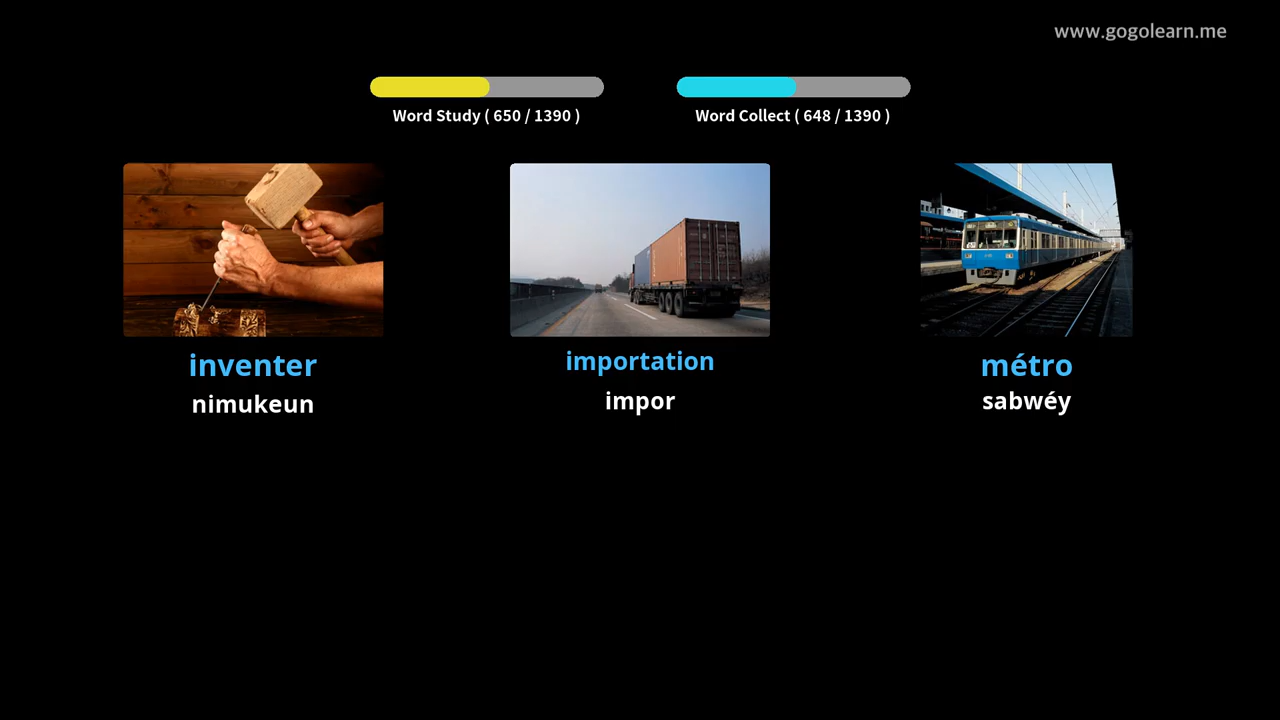 www.gogolearn.me
Word Study ( 650 / 1390 )
Word Collect ( 648 / 1390 )
inventer
nimukeun
importation
impor
métro
sabwéy